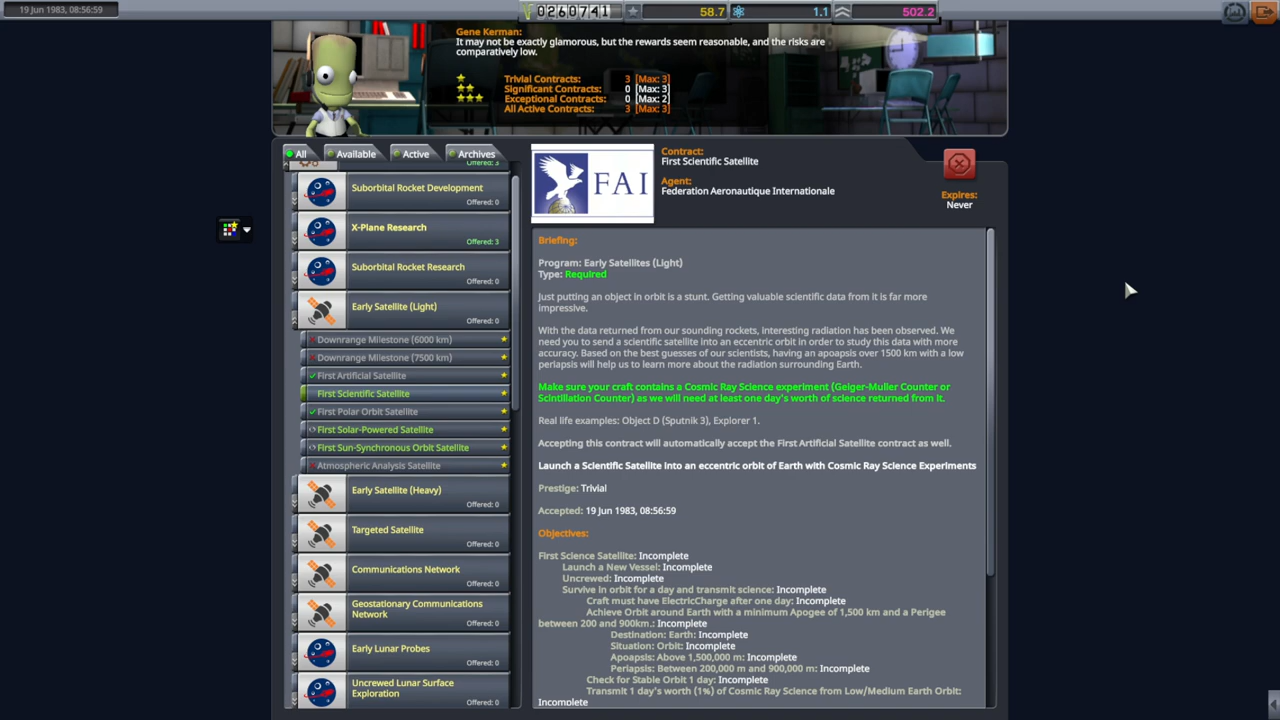 19 Jun 1983, 08:56:59
0260741
58.7
1.1
502.2
Gene Kerman:
It may not be exactly glamorous, but the rewards seem reasonable, and the risks are
comparatively low.
Trivial Contracts: 3 [Max: 3]
Significant Contracts: 0 [Max: 3]
Exceptional Contracts: 0 [Max: 2]
All Active Contracts: 3 [Max: 3]
All
Available
Active
Archives
Offered: 3
Suborbital Rocket Development
Offered: 0
X-Plane Research
Offered: 3
Suborbital Rocket Research
Offered: 0
Early Satellite (Light)
Offered: 0
Downrange Milestone (6000 km)
Downrange Milestone (7500 km)
First Artificial Satellite
First Scientific Satellite
First Polar Orbit Satellite
First Solar-Powered Satellite
First Sun-Synchronous Orbit Satellite
Atmospheric Analysis Satellite
Early Satellite (Heavy)
Offered: 0
Targeted Satellite
Offered: 0
Communications Network
Offered: 0
Geostationary Communications
Network
Offered: 0
Early Lunar Probes
Offered: 0
Uncrewed Lunar Surface
Exploration
Offered: 0
FAI
Contract:
First Scientific Satellite
Agent:
Federation Aeronautique Internationale
Expires:
Never
Briefing:
Program: Early Satellites (Light)
Type: Required
Just putting an object in orbit is a stunt. Getting valuable scientific data from it is far more
impressive.
With the data returned from our sounding rockets, interesting radiation has been observed. We
need you to send a scientific satellite into an eccentric orbit in order to study this data with more
accuracy. Based on the best guesses of our scientists, having an apoapsis over 1500 km with a low
periapsis will help us to learn more about the radiation surrounding Earth.
Make sure your craft contains a Cosmic Ray Science experiment (Geiger-Muller Counter or
Scintillation Counter) as we will need at least one day's worth of science returned from it.
Real life examples: Object D (Sputnik 3), Explorer 1.
Accepting this contract will automatically accept the First Artificial Satellite contract as well.
Launch a Scientific Satellite into an eccentric orbit of Earth with Cosmic Ray Science Experiments
Prestige: Trivial
Accepted: 19 Jun 1983, 08:56:59
Objectives:
First Science Satellite: Incomplete
Launch a New Vessel: Incomplete
Uncrewed: Incomplete
Survive in orbit for a day and transmit science: Incomplete
Craft must have ElectricCharge after one day: Incomplete
Achieve Orbit around Earth with a minimum Apogee of 1,500 km and a Perigee
between 200 and 900km.: Incomplete
Destination: Earth: Incomplete
Situation: Orbit: Incomplete
Apoapsis: Above 1,500,000 m: Incomplete
Periapsis: Between 200,000 m and 900,000 m: Incomplete
Check for Stable Orbit 1 day: Incomplete
Transmit 1 day's worth (1%) of Cosmic Ray Science from Low/Medium Earth Orbit:
Incomplete